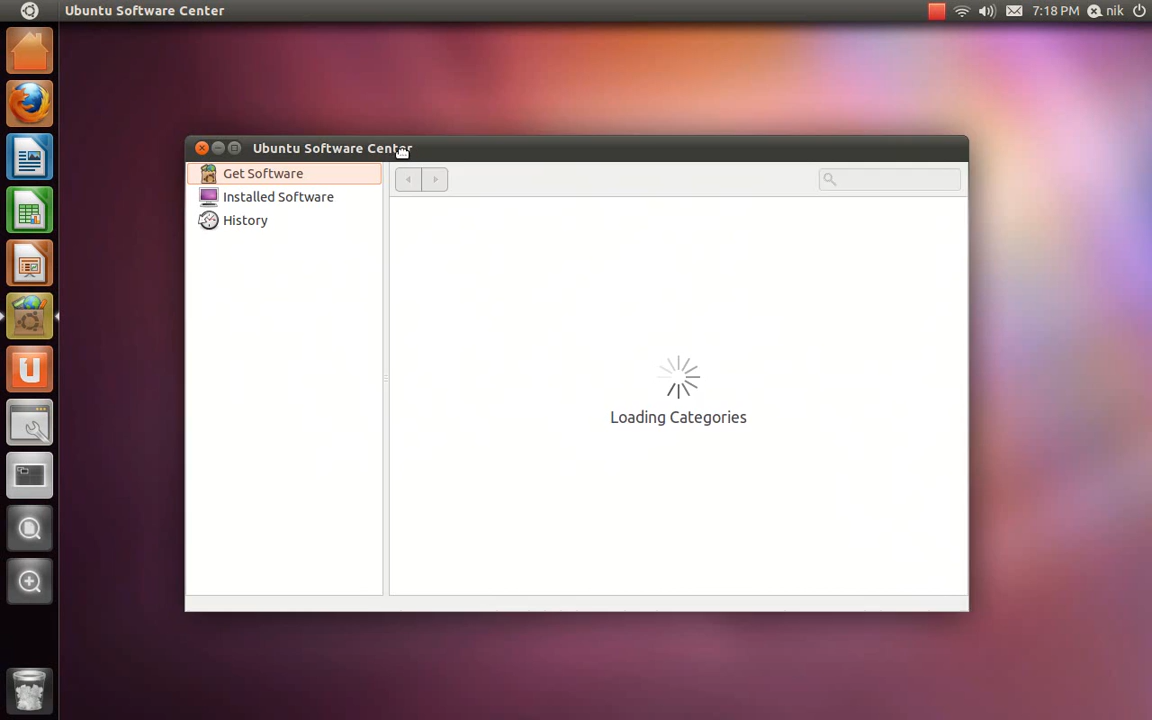 Ubuntu Software Center
7:18 PM
nik
Ubuntu Software Center
Get Software
Installed Software
History
Loading Categories